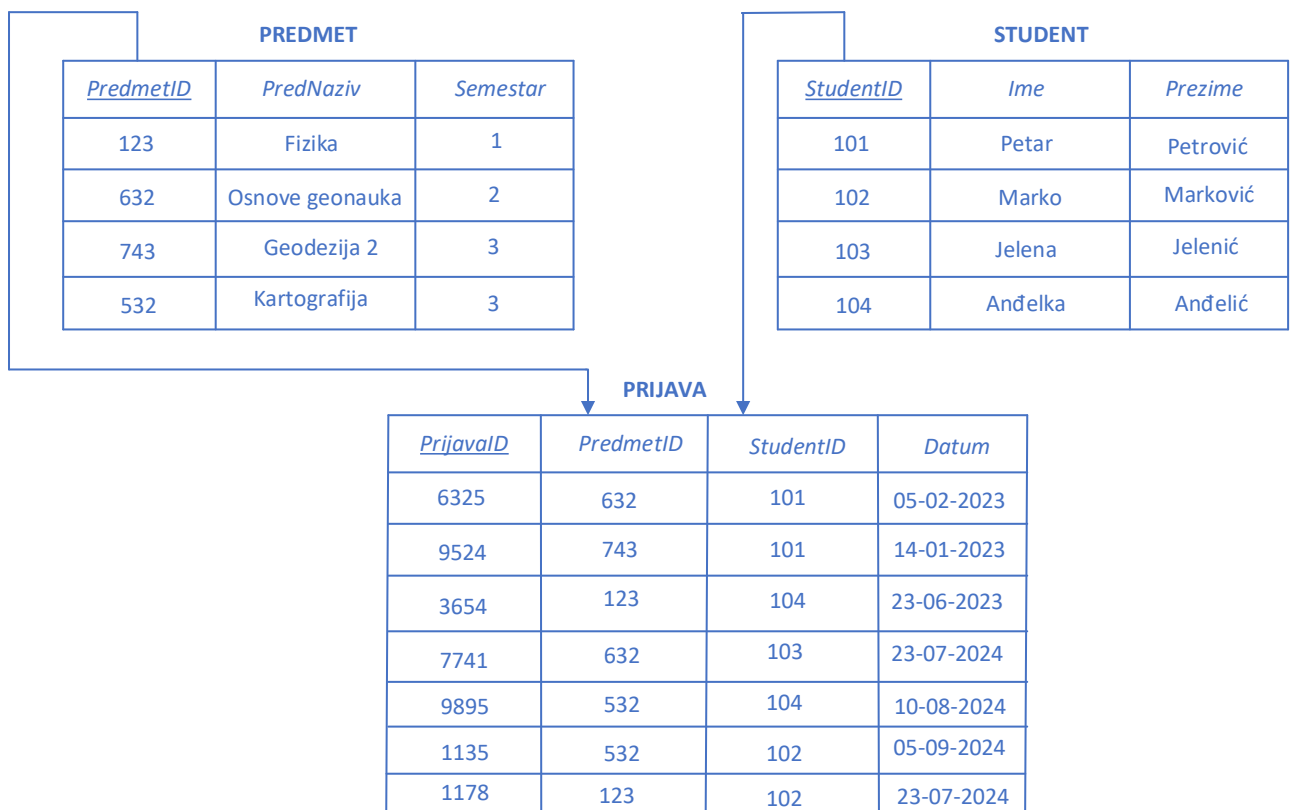 PREDMET
PredmetID PredNaziv Semestar
123 Fizika 1
632 Osnove geonauka 2
743 Geodezija 2 3
532 Kartografija 3
STUDENT
StudentID Ime Prezime
101 Petar Petrović
102 Marko Marković
103 Jelena Jelenić
104 Anđelka Anđelić
PRIJAVA
PrijavaID PredmetID StudentID Datum
6325 632 101 05-02-2023
9524 743 101 14-01-2023
3654 123 104 23-06-2023
7741 632 103 23-07-2024
9895 532 104 10-08-2024
1135 532 102 05-09-2024
1178 123 102 23-07-2024